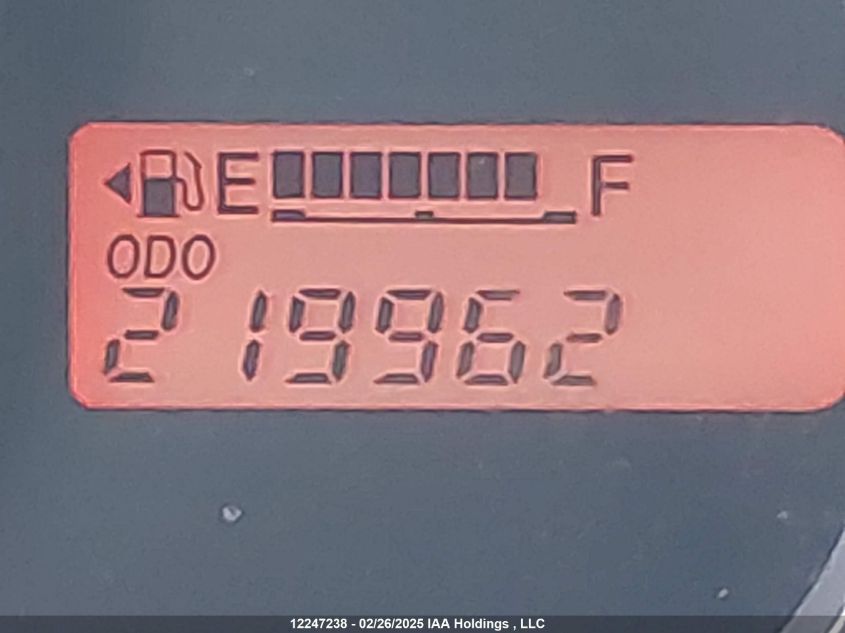 E F
ODO
219962
12247238 - 02/26/2025 IAA Holdings , LLC